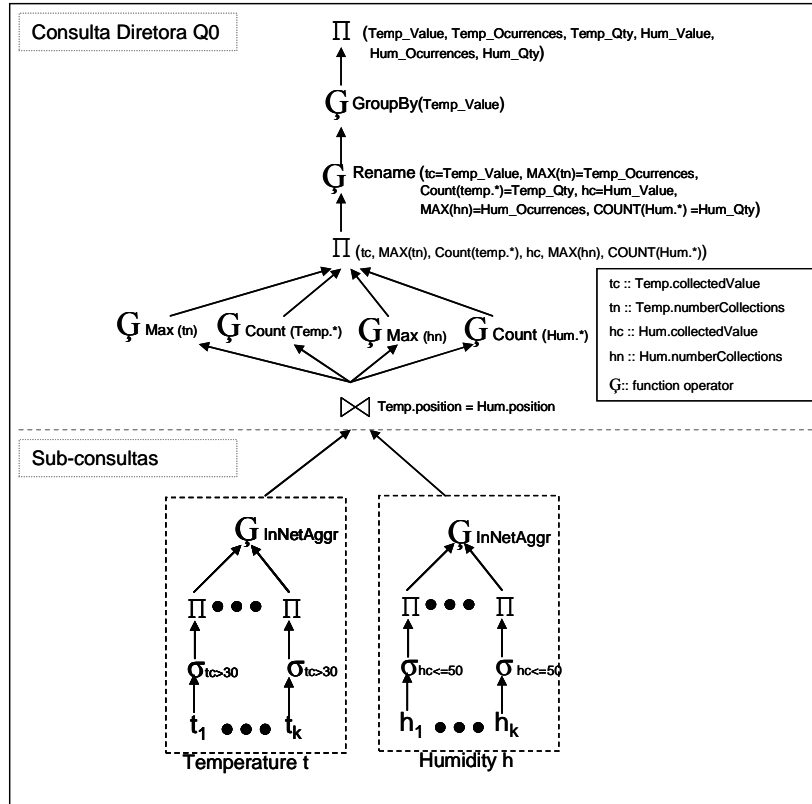 Consulta Diretora Q0
∏ (Temp_Value, Temp_Ocurrences, Temp_Qty, Hum_Value,
Hum_Ocurrences, Hum_Qty)
Ģ GroupBy(Temp_Value)
Ģ Rename (tc=Temp_Value, MAX(tn)=Temp_Ocurrences,
Count(temp.*)=Temp_Qty, hc=Hum_Value,
MAX(hn)=Hum_Ocurrences, COUNT(Hum.*) =Hum_Qty)
∏ (tc, MAX(tn), Count(temp.*), hc, MAX(hn), COUNT(Hum.*))
Ģ Max (tn) Ģ Count (Temp.*) Ģ Max (hn) Ģ Count (Hum.*)
tc :: Temp.collectedValue
tn :: Temp.numberCollections
hc :: Hum.collectedValue
hn :: Hum.numberCollections
Ģ:: function operator
⋈ Temp.position = Hum.position
Sub-consultas
Ģ InNetAggr Ģ InNetAggr
∏ ••• ∏ ∏ ••• ∏
σtc>30 σtc>30 σhc<=50 σhc<=50
t1 ••• tk h1 ••• hk
Temperature t Humidity h